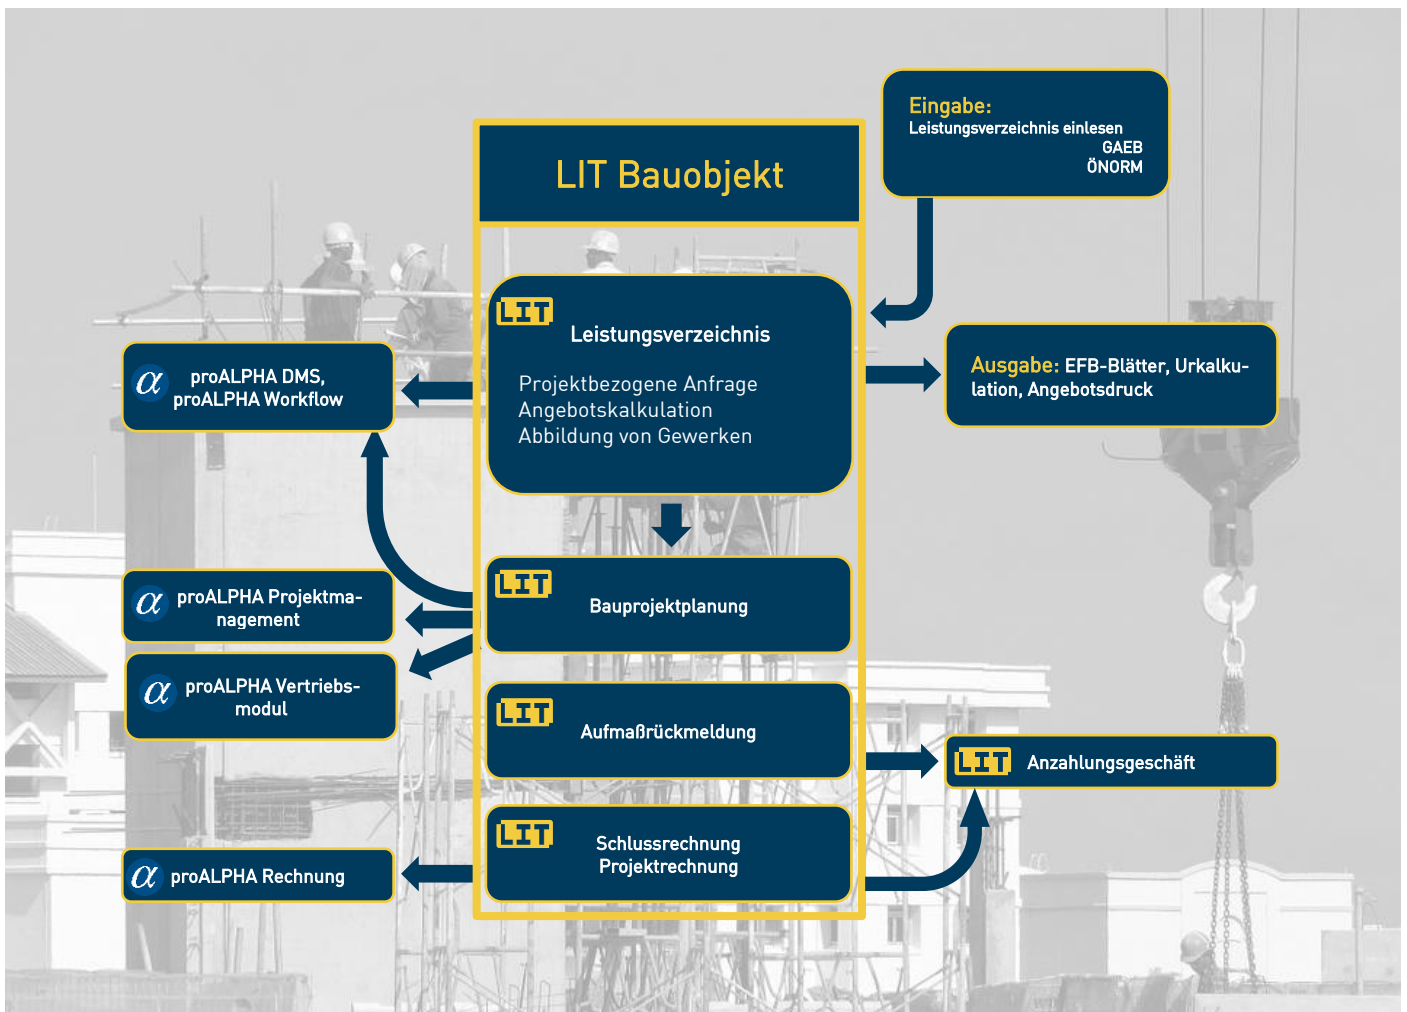 Eingabe:
Leistungsverzeichnis einlesen
GAEB
ÖNORM
LIT Bauobjekt
LIT
Leistungsverzeichnis
Projektbezogene Anfrage
Angebotskalkulation
Abbildung von Gewerken
Ausgabe: EFB-Blätter, Urkalku-
lation, Angebotsdruck
α proALPHA DMS,
proALPHA Workflow
LIT
Bauprojektplanung
α proALPHA Projektma-
nagement
α proALPHA Vertriebs-
modul
LIT
Aufmaßrückmeldung
LIT Anzahlungsgeschäft
LIT
Schlussrechnung
Projektrechnung
α proALPHA Rechnung